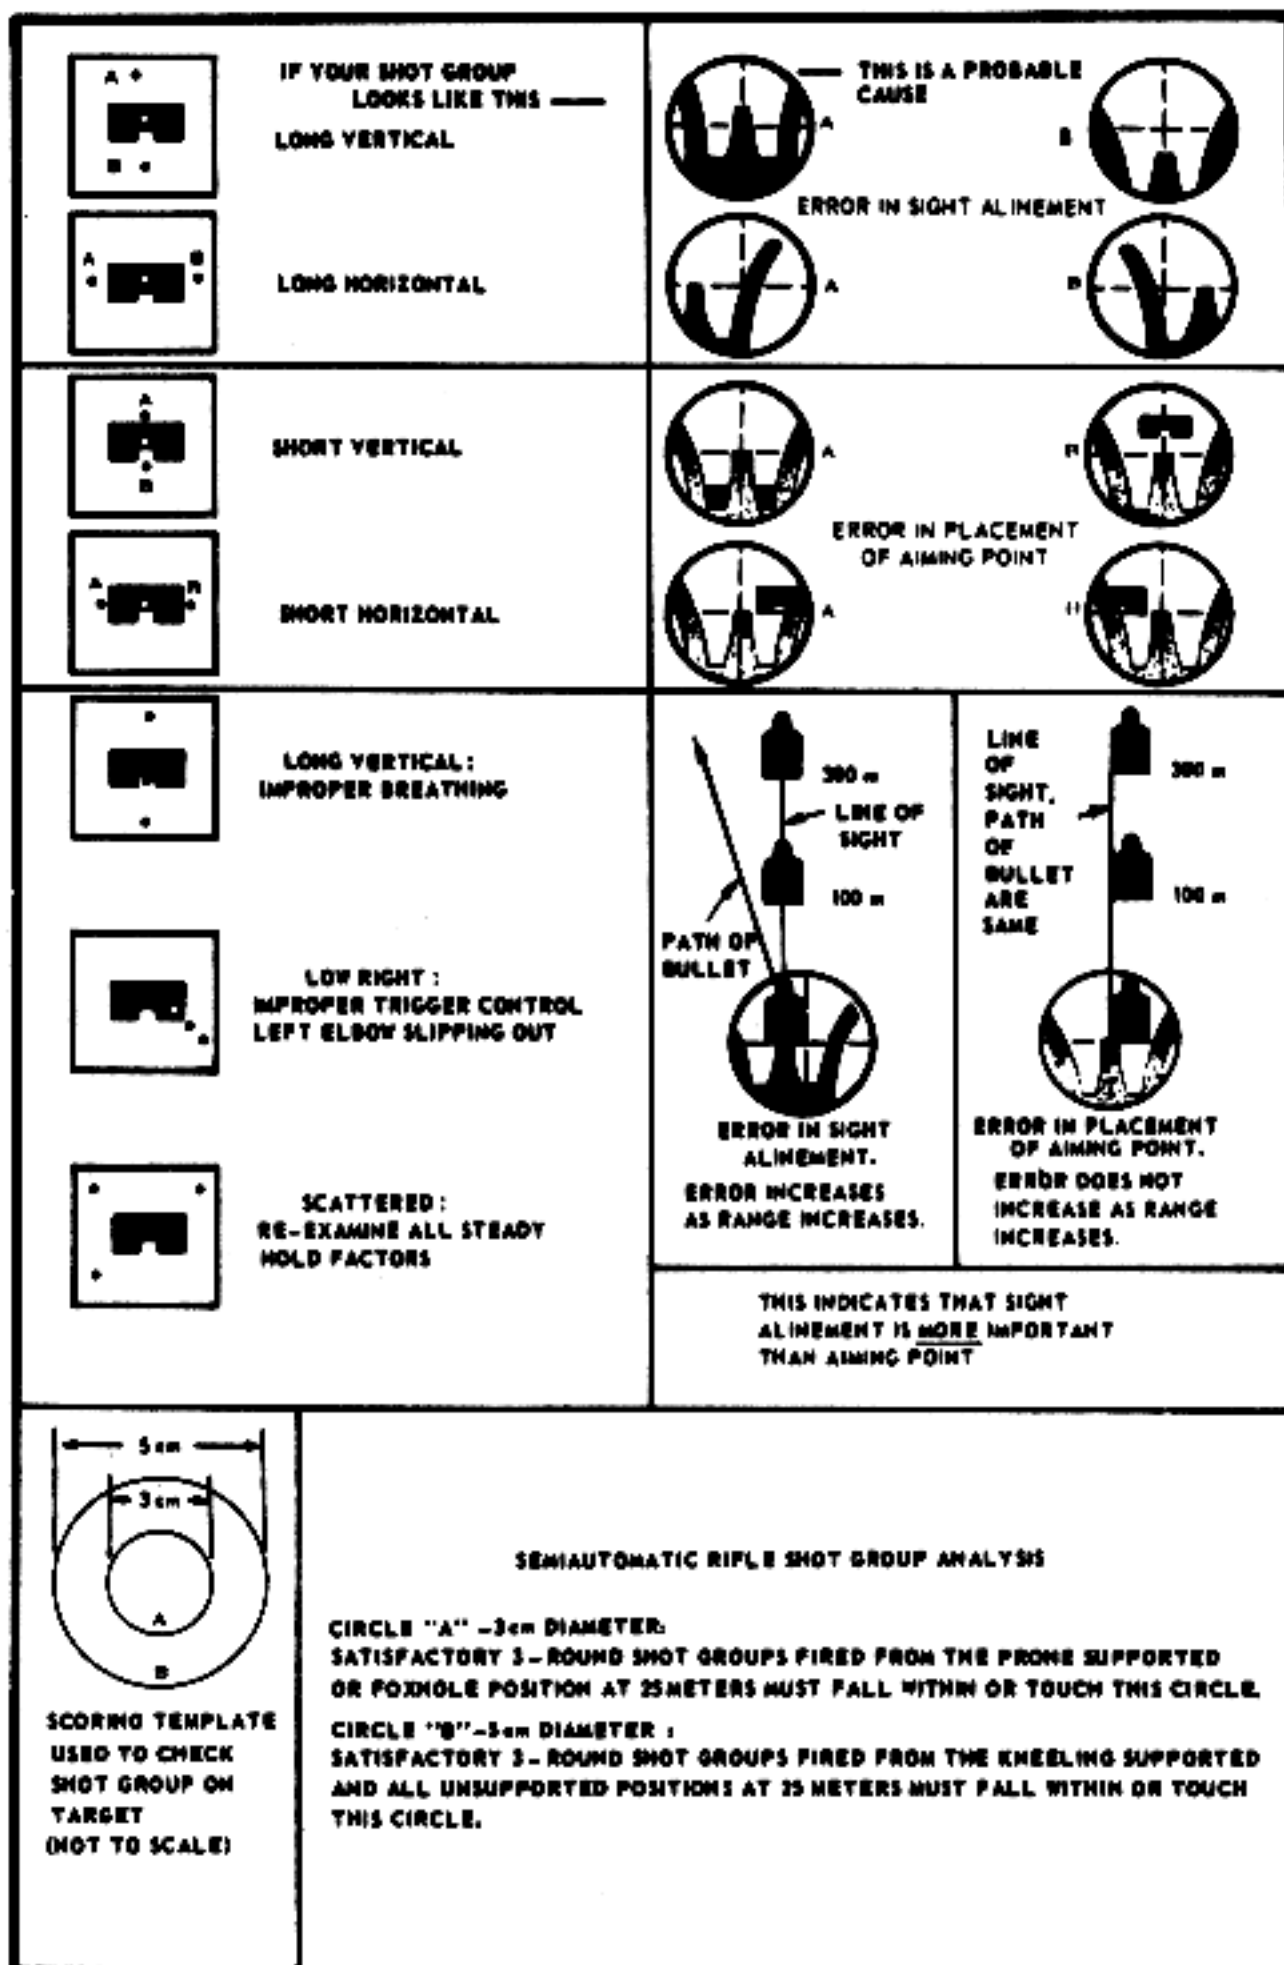 A
B
IF YOUR SHOT GROUP
LOOKS LIKE THIS
LONG VERTICAL
A
THIS IS A PROBABLE
CAUSE
B
ERROR IN SIGHT ALINEMENT
A
B
LONG HORIZONTAL
A
B
A
B
SHORT VERTICAL
A
B
ERROR IN PLACEMENT
OF AIMING POINT
A
B
SHORT HORIZONTAL
A
LONG VERTICAL:
IMPROPER BREATHING
LOW RIGHT:
IMPROPER TRIGGER CONTROL
LEFT ELBOW SLIPPING OUT
SCATTERED:
RE-EXAMINE ALL STEADY
HOLD FACTORS
300 m
LINE OF
SIGHT
100 m
PATH OF
BULLET
ERROR IN SIGHT
ALINEMENT.
ERROR INCREASES
AS RANGE INCREASES.
LINE
OF
SIGHT,
PATH
OF
BULLET
ARE
SAME
300 m
100 m
ERROR IN PLACEMENT
OF AIMING POINT.
ERROR DOES NOT
INCREASE AS RANGE
INCREASES.
THIS INDICATES THAT SIGHT
ALINEMENT IS MORE IMPORTANT
THAN AIMING POINT
5 cm
3 cm
A
B
SCORING TEMPLATE
USED TO CHECK
SHOT GROUP ON
TARGET
(NOT TO SCALE)
SEMIAUTOMATIC RIFLE SHOT GROUP ANALYSIS
CIRCLE "A" -3cm DIAMETER:
SATISFACTORY 3-ROUND SHOT GROUPS FIRED FROM THE PRONE SUPPORTED
OR FOXHOLE POSITION AT 25 METERS MUST FALL WITHIN OR TOUCH THIS CIRCLE.
CIRCLE "B"-5cm DIAMETER:
SATISFACTORY 3-ROUND SHOT GROUPS FIRED FROM THE KNEELING SUPPORTED
AND ALL UNSUPPORTED POSITIONS AT 25 METERS MUST FALL WITHIN OR TOUCH
THIS CIRCLE.